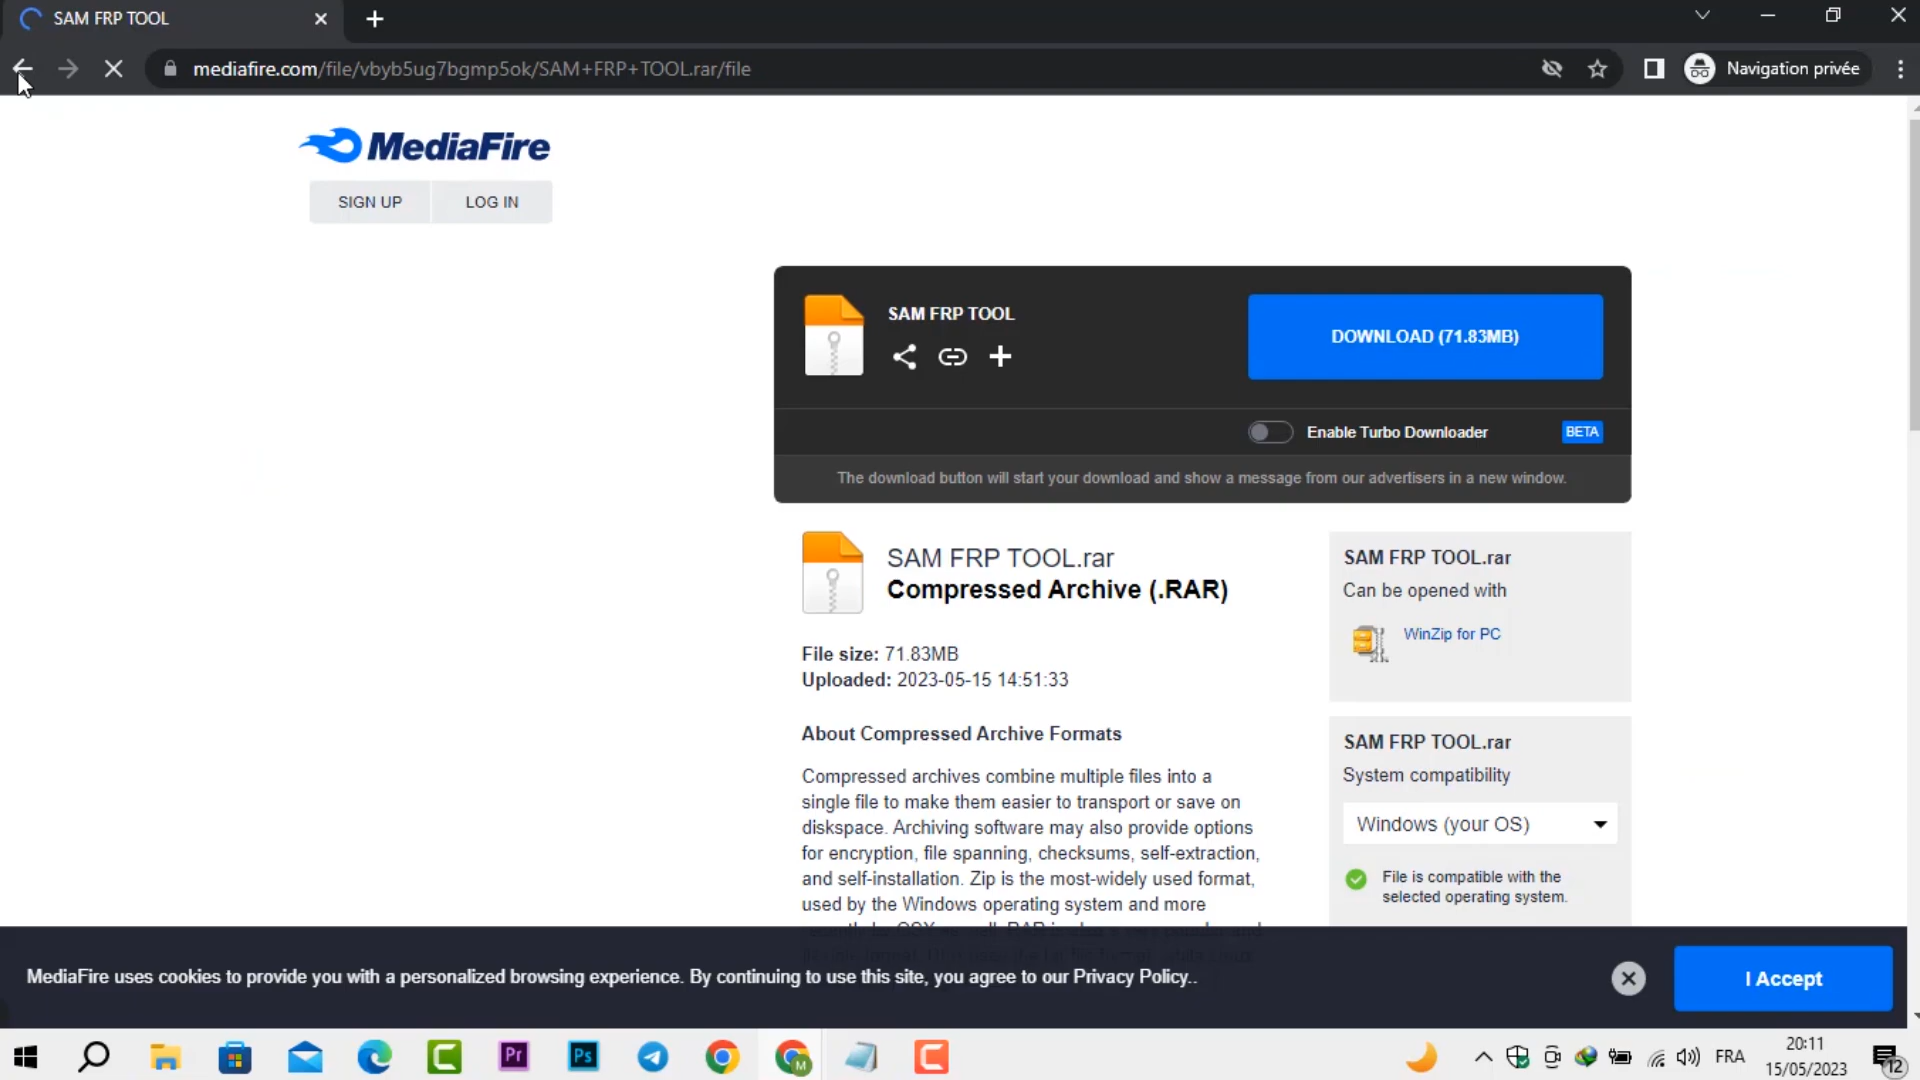 SAM FRP TOOL
mediafire.com/file/vbyb5ug7bgmp5ok/SAM+FRP+TOOL.rar/file
Navigation privée
MediaFire
SIGN UP
LOG IN
SAM FRP TOOL
DOWNLOAD (71.83MB)
Enable Turbo Downloader
BETA
The download button will start your download and show a message from our advertisers in a new window.
SAM FRP TOOL.rar
Compressed Archive (.RAR)
File size: 71.83MB
Uploaded: 2023-05-15 14:51:33
About Compressed Archive Formats
Compressed archives combine multiple files into a
single file to make them easier to transport or save on
diskspace. Archiving software may also provide options
for encryption, file spanning, checksums, self-extraction,
and self-installation. Zip is the most-widely used format,
used by the Windows operating system and more
SAM FRP TOOL.rar
Can be opened with
WinZip for PC
SAM FRP TOOL.rar
System compatibility
Windows (your OS)
File is compatible with the
selected operating system.
MediaFire uses cookies to provide you with a personalized browsing experience. By continuing to use this site, you agree to our Privacy Policy..
I Accept
Pr
Ps
M
FRA
20:11
15/05/2023
12